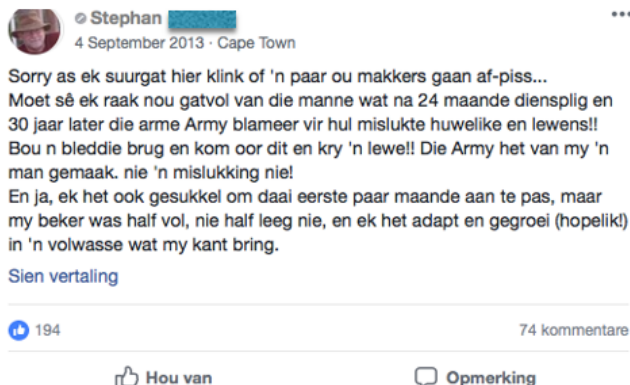 Stephan
4 September 2013 · Cape Town
Sorry as ek suurgat hier klink of 'n paar ou makkers gaan af-piss...
Moet sê ek raak nou gatvol van die manne wat na 24 maande diensplig en
30 jaar later die arme Army blameer vir hul mislukte huwelike en lewens!!
Bou n bleddie brug en kom oor dit en kry 'n lewe!! Die Army het van my 'n
man gemaak. nie 'n mislukking nie!
En ja, ek het ook gesukkel om daai eerste paar maande aan te pas, maar
my beker was half vol, nie half leeg nie, en ek het adapt en gegroei (hopelik!)
in 'n volwasse wat my kant bring.
Sien vertaling
194 74 kommentare
Hou van Opmerking